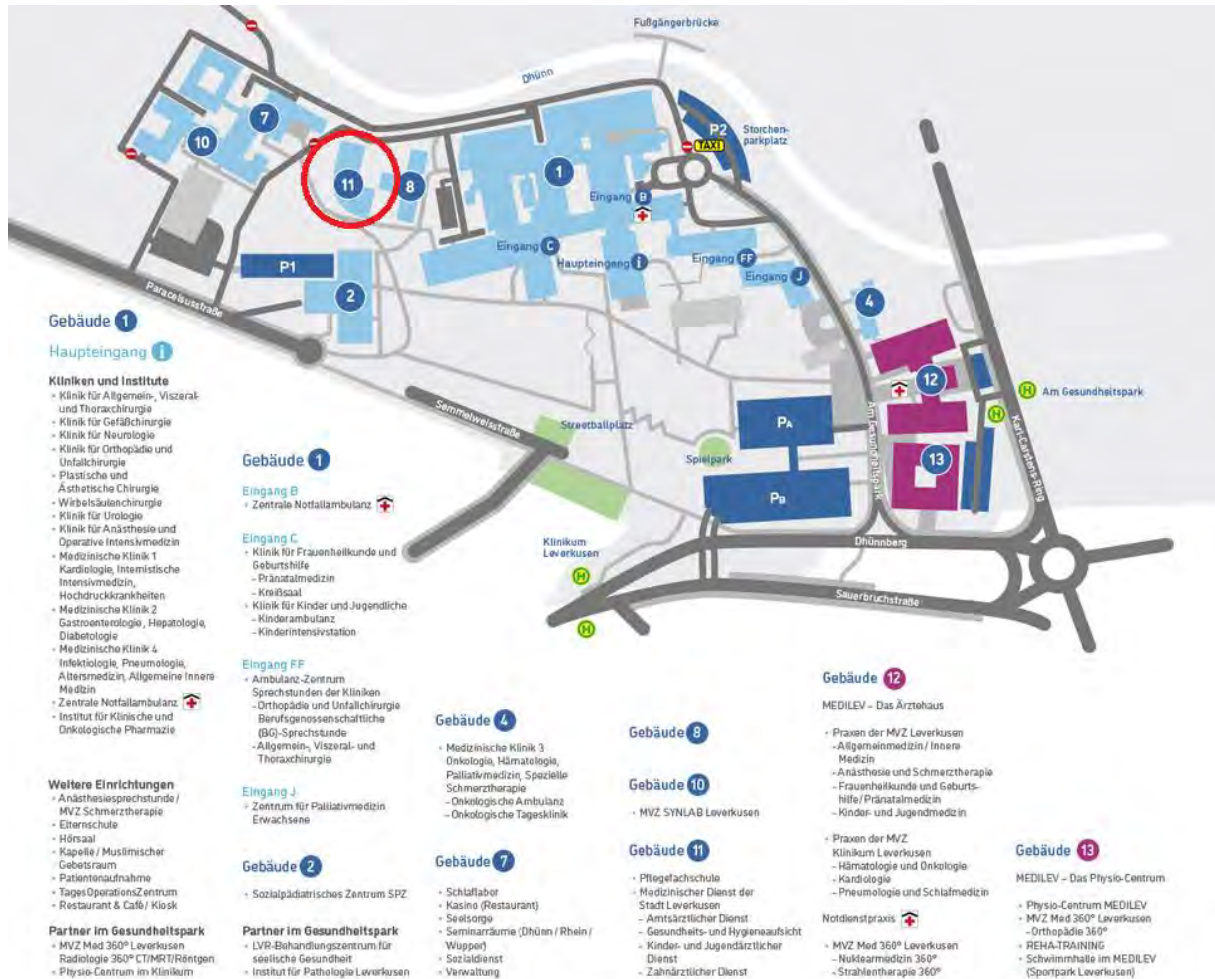 Fußgängerbrücke
Dhünn
P2
TAXI
Storchen-
parkplatz
7
10
11
8
1
Eingang B
Eingang C
Haupteingang i
Eingang FF
Eingang J
P1
2
4
Paracelsusstraße
12
H
Am Gesundheitspark
H
Semmelweisstraße
Streetballplatz
PA
Spielpark
PB
13
Am Gesundheitspark
Karl-Carstens-Ring
Dhünnberg
Klinikum
Leverkusen
H
H
Sauerbruchstraße
Gebäude 1
Haupteingang i
Kliniken und Institute
• Klinik für Allgemein-, Viszeral-
und Thoraxchirurgie
• Klinik für Gefäßchirurgie
• Klinik für Neurologie
• Klinik für Orthopädie und
Unfallchirurgie
• Plastische und
Ästhetische Chirurgie
• Wirbelsäulenchirurgie
• Klinik für Urologie
• Klinik für Anästhesie und
Operative Intensivmedizin
• Medizinische Klinik 1
Kardiologie, Internistische
Intensivmedizin,
Hochdruckkrankheiten
• Medizinische Klinik 2
Gastroenterologie, Hepatologie,
Diabetologie
• Medizinische Klinik 4
Infektiologie, Pneumologie,
Altersmedizin, Allgemeine Innere
Medizin
• Zentrale Notfallambulanz
• Institut für Klinische und
Onkologische Pharmazie
Weitere Einrichtungen
• Anästhesiesprechstunde /
MVZ Schmerztherapie
• Elternschule
• Hörsaal
• Kapelle / Muslimischer
Gebetsraum
• Patientenaufnahme
• TagesOperationsZentrum
• Restaurant & Café / Kiosk
Partner im Gesundheitspark
• MVZ Med 360° Leverkusen
Radiologie 360° CT/MRT/Röntgen
• Physio-Centrum im Klinikum
Gebäude 1
Eingang B
• Zentrale Notfallambulanz
Eingang C
• Klinik für Frauenheilkunde und
Geburtshilfe
– Pränatalmedizin
– Kreißsaal
• Klinik für Kinder und Jugendliche
– Kinderambulanz
– Kinderintensivstation
Eingang FF
• Ambulanz-Zentrum
Sprechstunden der Kliniken
– Orthopädie und Unfallchirurgie
Berufsgenossenschaftliche
(BG)-Sprechstunde
– Allgemein-, Viszeral- und
Thoraxchirurgie
Eingang J
• Zentrum für Palliativmedizin
Erwachsene
Gebäude 2
• Sozialpädiatrisches Zentrum SPZ
Partner im Gesundheitspark
• LVR-Behandlungszentrum für
seelische Gesundheit
• Institut für Pathologie Leverkusen
Gebäude 4
• Medizinische Klinik 3
Onkologie, Hämatologie,
Palliativmedizin, Spezielle
Schmerztherapie
– Onkologische Ambulanz
– Onkologische Tagesklinik
Gebäude 7
• Schlaflabor
• Kasino (Restaurant)
• Seelsorge
• Seminarräume (Dhünn / Rhein /
Wupper)
• Sozialdienst
• Verwaltung
Gebäude 8
Gebäude 10
• MVZ SYNLAB Leverkusen
Gebäude 11
• Pflegefachschule
• Medizinischer Dienst der
Stadt Leverkusen
– Amtsärztlicher Dienst
– Gesundheits- und Hygieneaufsicht
– Kinder- und Jugendärztlicher
Dienst
– Zahnärztlicher Dienst
Gebäude 12
MEDILEV – Das Ärztehaus
• Praxen der MVZ Leverkusen
– Allgemeinmedizin / Innere
Medizin
– Anästhesie und Schmerztherapie
– Frauenheilkunde und Geburts-
hilfe/Pränatalmedizin
– Kinder- und Jugendmedizin
• Praxen der MVZ
Klinikum Leverkusen
– Hämatologie und Onkologie
– Kardiologie
– Pneumologie und Schlafmedizin
Notdienstpraxis
• MVZ Med 360° Leverkusen
– Nuklearmedizin 360°
– Strahlentherapie 360°
Gebäude 13
MEDILEV – Das Physio-Centrum
• Physio-Centrum MEDILEV
• MVZ Med 360° Leverkusen
– Orthopädie 360°
• REHA-TRAINING
• Schwimmhalle im MEDILEV
(Sportpark Leverkusen)